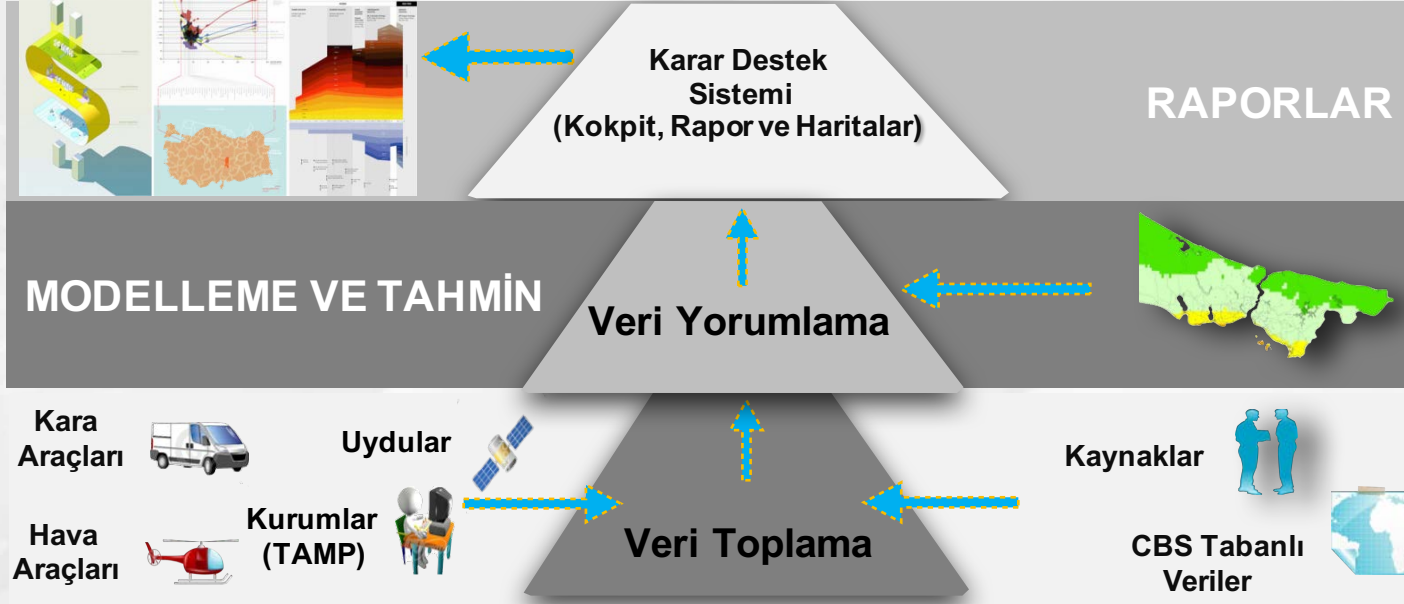 Karar Destek
Sistemi
(Kokpit, Rapor ve Haritalar)
RAPORLAR
MODELLEME VE TAHMİN
Veri Yorumlama
Kara
Araçları
Uydular
Kurumlar
(TAMP)
Hava
Araçları
Veri Toplama
Kaynaklar
CBS Tabanlı
Veriler